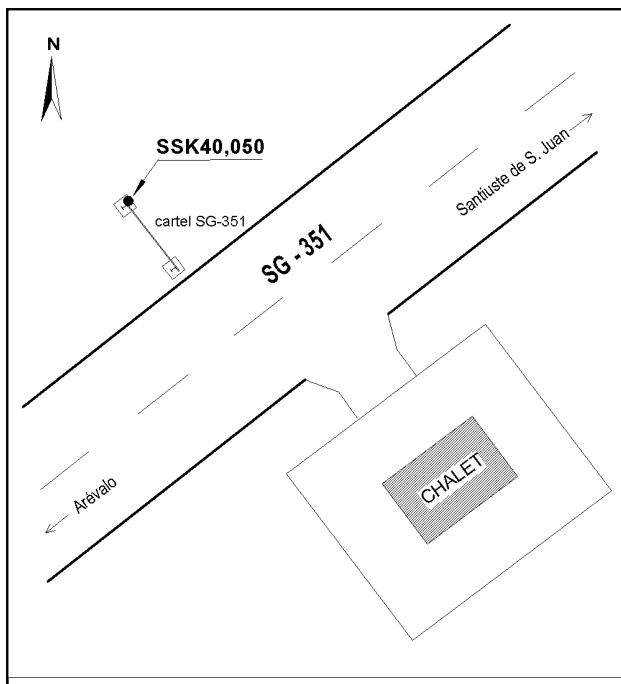 N
SSK40,050
cartel SG-351
Santiuste de S. Juan
SG - 351
CHALET
Arévalo